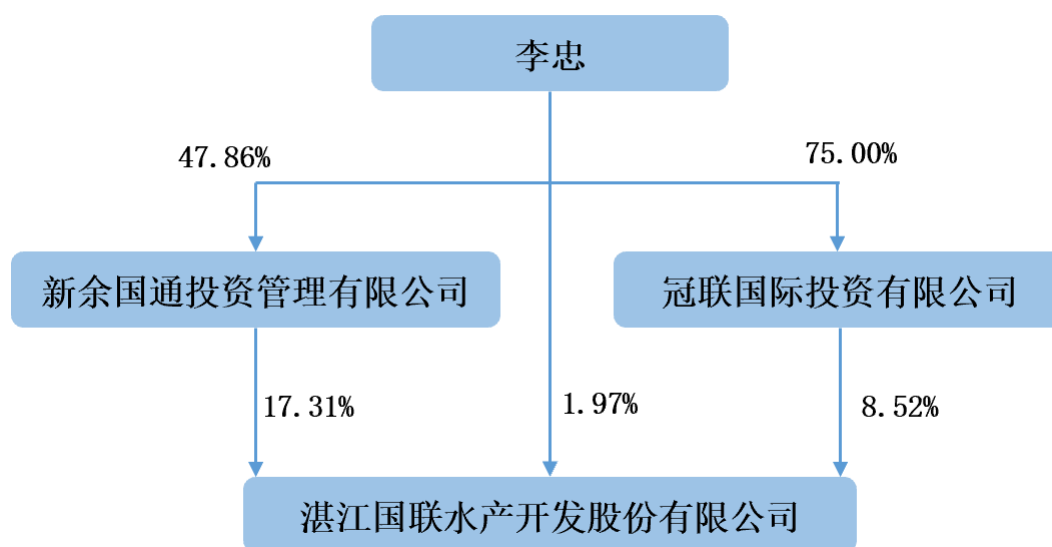 李忠
47.86%
75.00%
新余国通投资管理有限公司
冠联国际投资有限公司
17.31%
1.97%
8.52%
湛江国联水产开发股份有限公司